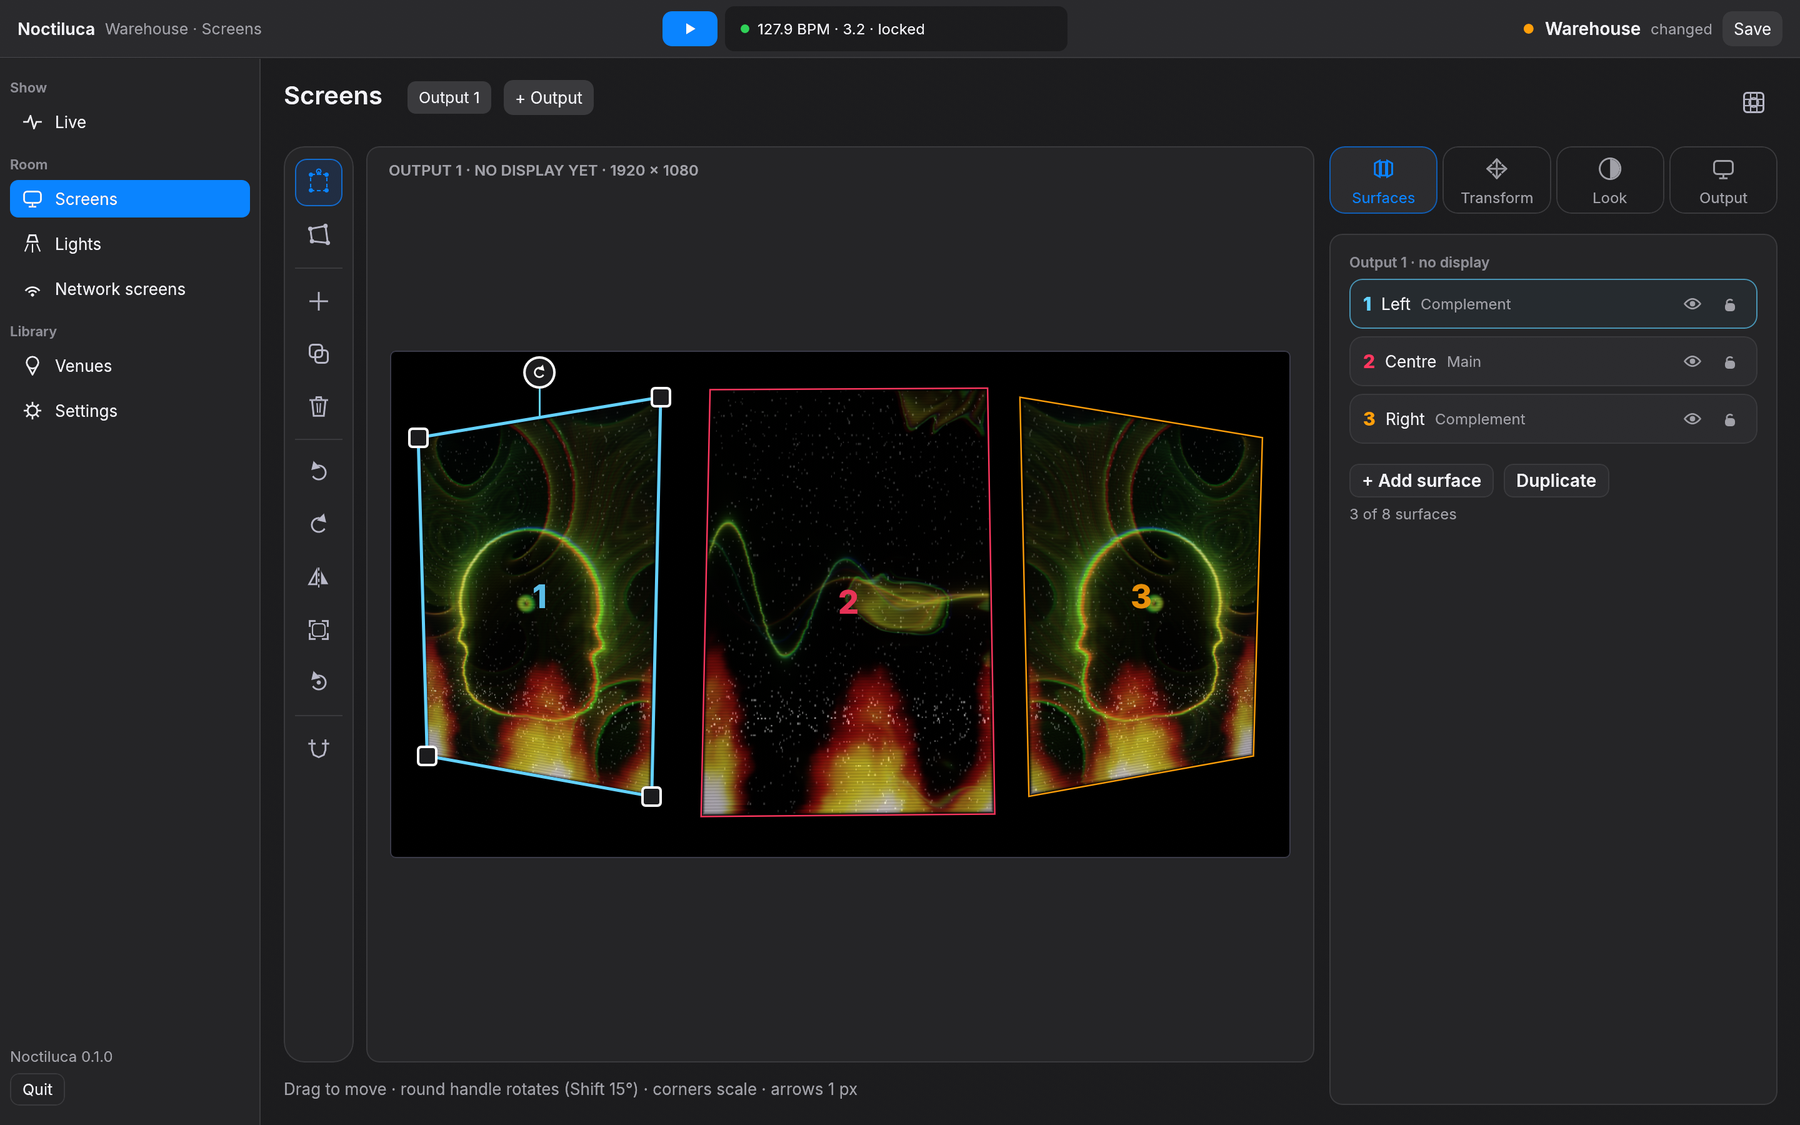 Noctiluca Warehouse · Screens
127.9 BPM · 3.2 · locked
Warehouse changed Save
Show
Live
Room
Screens
Lights
Network screens
Library
Venues
Settings
Noctiluca 0.1.0
Quit
Screens Output 1 + Output
OUTPUT 1 · NO DISPLAY YET · 1920 × 1080
1
2
3
Drag to move · round handle rotates (Shift 15°) · corners scale · arrows 1 px
Surfaces Transform Look Output
Output 1 · no display
1 Left Complement
2 Centre Main
3 Right Complement
+ Add surface Duplicate
3 of 8 surfaces